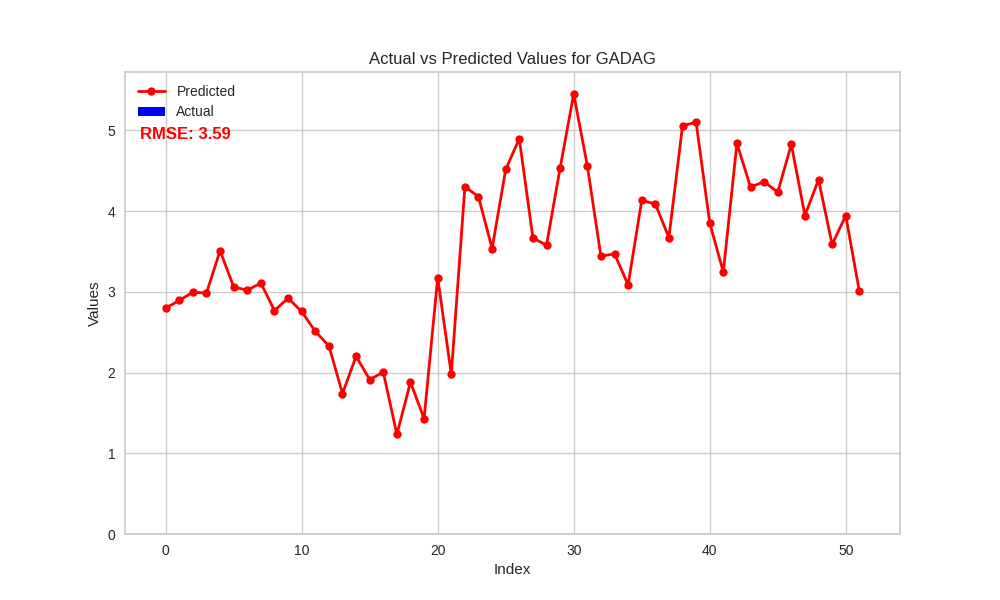 Actual vs Predicted Values for GADAG
Predicted
Actual
RMSE: 3.59
Values
5
4
3
2
1
0
0 10 20 30 40 50
Index